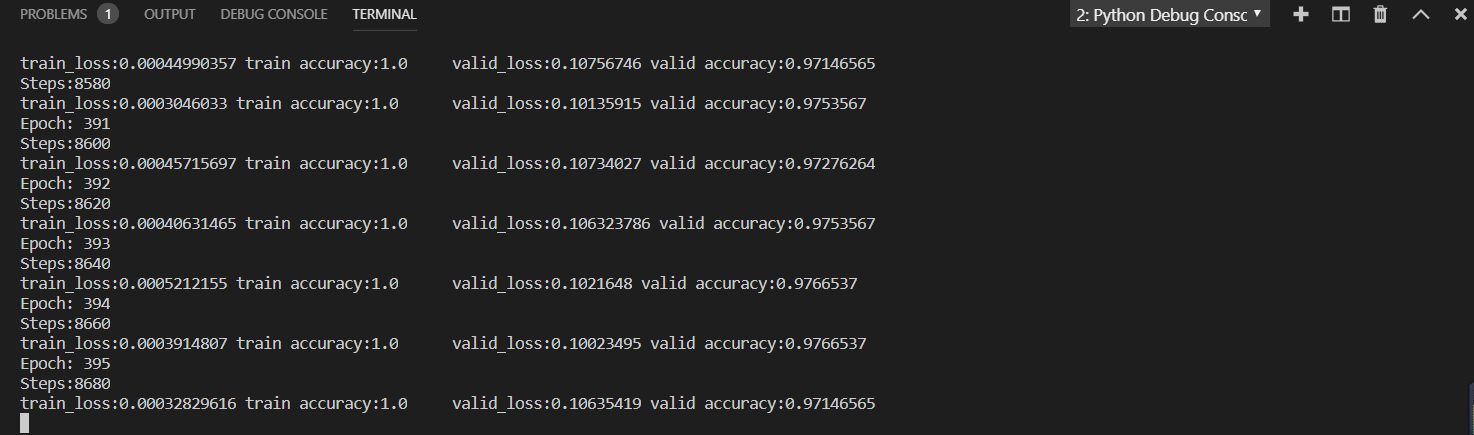 PROBLEMS 1 OUTPUT DEBUG CONSOLE TERMINAL 2: Python Debug Consc
train_loss:0.00044990357 train accuracy:1.0 valid_loss:0.10756746 valid accuracy:0.97146565
Steps:8580
train_loss:0.0003046033 train accuracy:1.0 valid_loss:0.10135915 valid accuracy:0.9753567
Epoch: 391
Steps:8600
train_loss:0.00045715697 train accuracy:1.0 valid_loss:0.10734027 valid accuracy:0.97276264
Epoch: 392
Steps:8620
train_loss:0.00040631465 train accuracy:1.0 valid_loss:0.106323786 valid accuracy:0.9753567
Epoch: 393
Steps:8640
train_loss:0.0005212155 train accuracy:1.0 valid_loss:0.1021648 valid accuracy:0.9766537
Epoch: 394
Steps:8660
train_loss:0.0003914807 train accuracy:1.0 valid_loss:0.10023495 valid accuracy:0.9766537
Epoch: 395
Steps:8680
train_loss:0.00032829616 train accuracy:1.0 valid_loss:0.10635419 valid accuracy:0.97146565